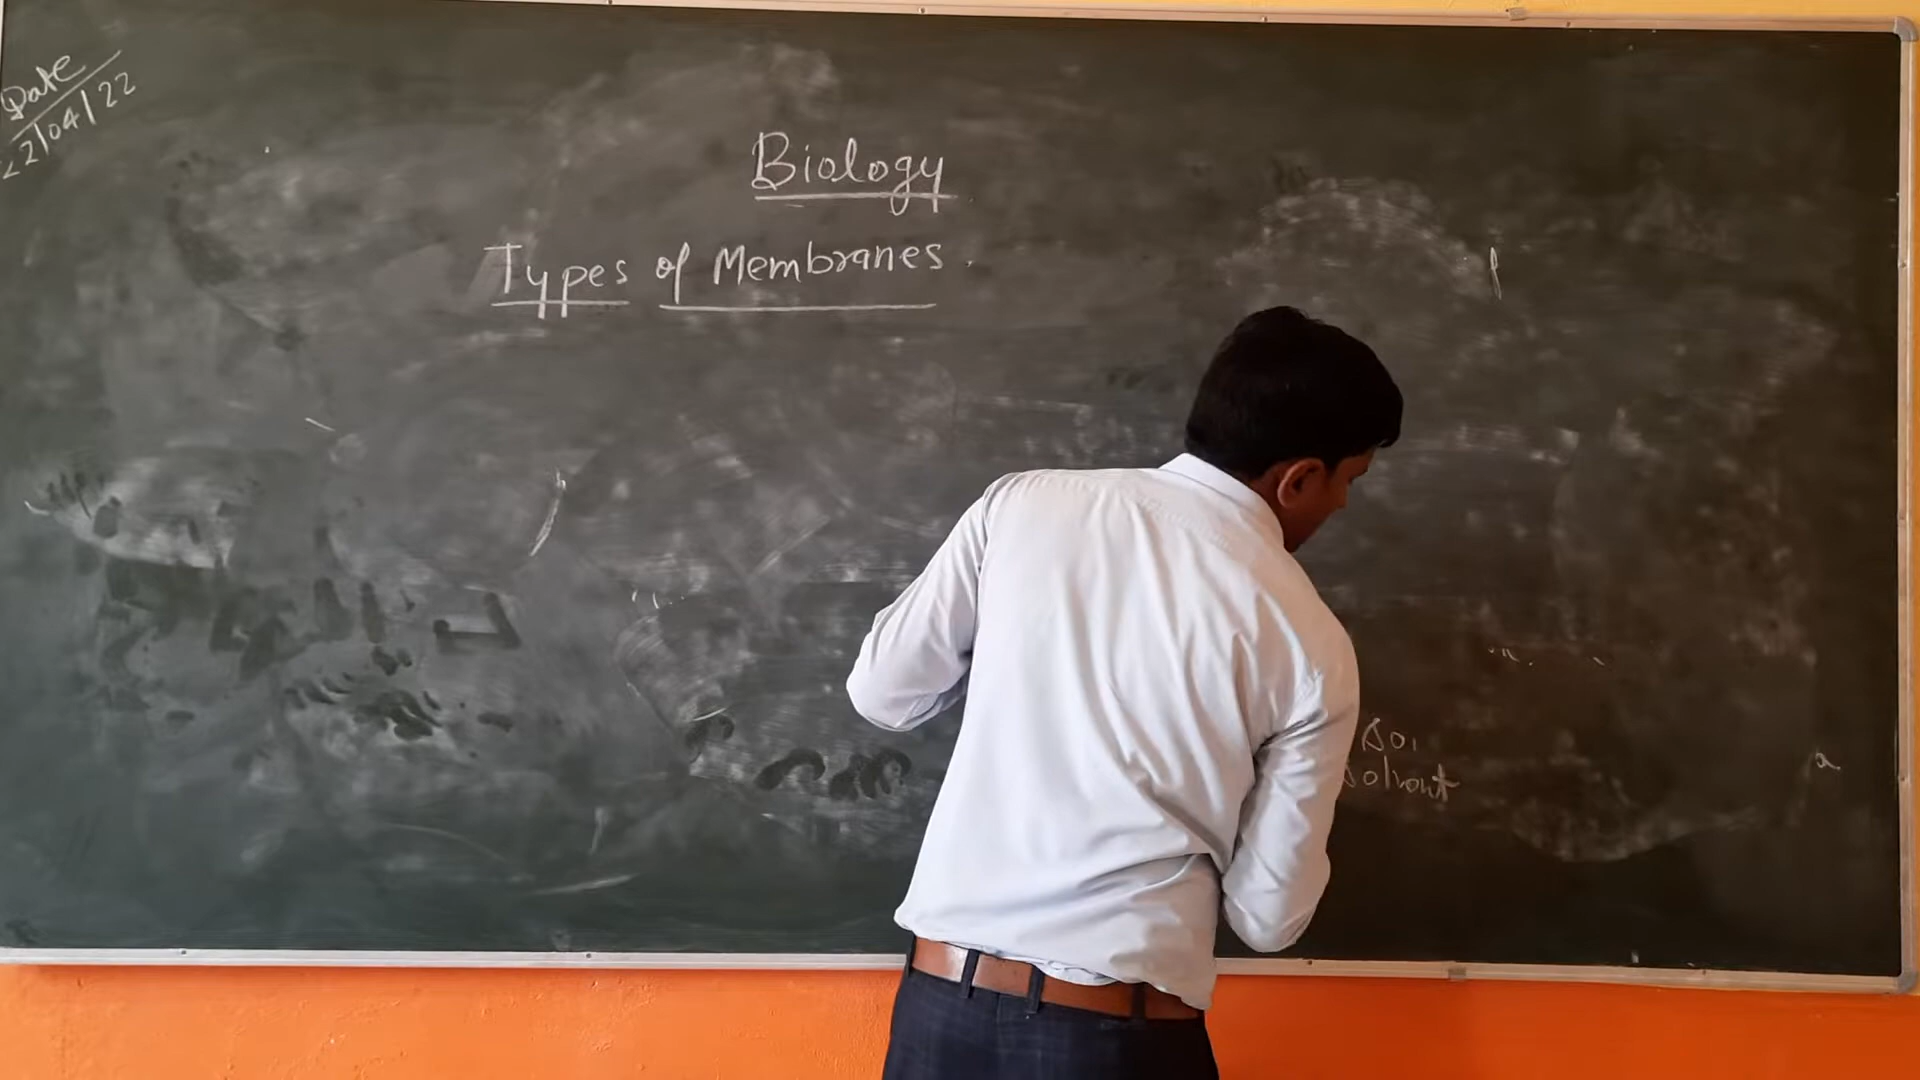 Date
22/04/22
Biology
Types of Membranes.
Solvent